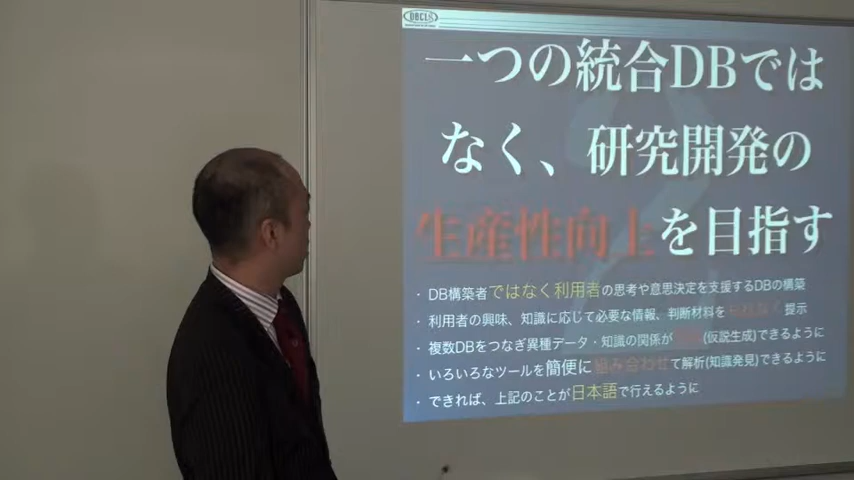 DBCLS
一つの統合DBでは
なく、研究開発の
生産性向上を目指す
・DB構築者ではなく利用者の思考や意思決定を支援するDBの構築
・利用者の興味、知識に応じて必要な情報、判断材料を 提示
・複数DBをつなぎ異種データ・知識の関係が (仮説生成)できるように
・いろいろなツールを簡便に組み合わせて解析(知識発見)できるように
・できれば、上記のことが日本語で行えるように